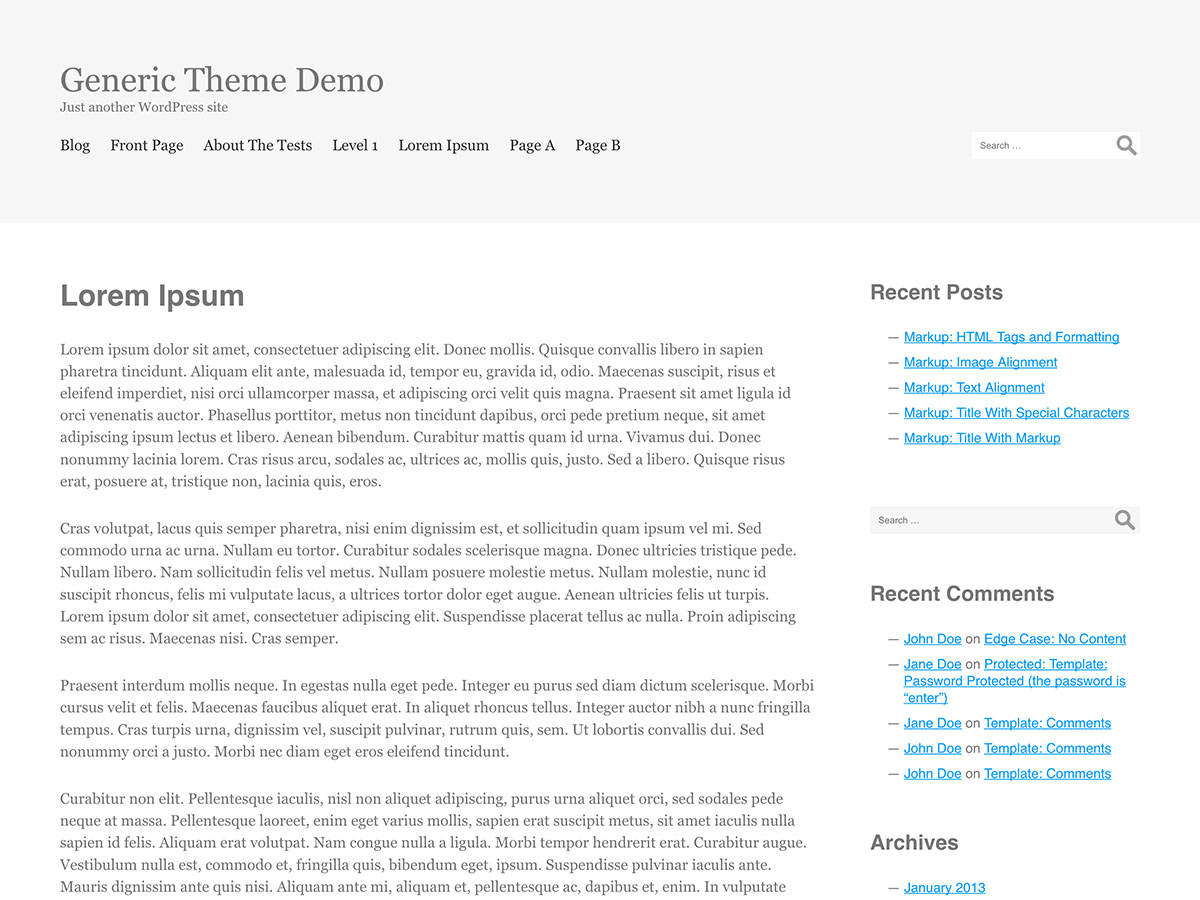 Generic Theme Demo
Just another WordPress site
Blog Front Page About The Tests Level 1 Lorem Ipsum Page A Page B
Search ...
Lorem Ipsum
Lorem ipsum dolor sit amet, consectetuer adipiscing elit. Donec mollis. Quisque convallis libero in sapien
pharetra tincidunt. Aliquam elit ante, malesuada id, tempor eu, gravida id, odio. Maecenas suscipit, risus et
eleifend imperdiet, nisi orci ullamcorper massa, et adipiscing orci velit quis magna. Praesent sit amet ligula id
orci venenatis auctor. Phasellus porttitor, metus non tincidunt dapibus, orci pede pretium neque, sit amet
adipiscing ipsum lectus et libero. Aenean bibendum. Curabitur mattis quam id urna. Vivamus dui. Donec
nonummy lacinia lorem. Cras risus arcu, sodales ac, ultrices ac, mollis quis, justo. Sed a libero. Quisque risus
erat, posuere at, tristique non, lacinia quis, eros.
Cras volutpat, lacus quis semper pharetra, nisi enim dignissim est, et sollicitudin quam ipsum vel mi. Sed
commodo urna ac urna. Nullam eu tortor. Curabitur sodales scelerisque magna. Donec ultricies tristique pede.
Nullam libero. Nam sollicitudin felis vel metus. Nullam posuere molestie metus. Nullam molestie, nunc id
suscipit rhoncus, felis mi vulputate lacus, a ultrices tortor dolor eget augue. Aenean ultricies felis ut turpis.
Lorem ipsum dolor sit amet, consectetuer adipiscing elit. Suspendisse placerat tellus ac nulla. Proin adipiscing
sem ac risus. Maecenas nisi. Cras semper.
Praesent interdum mollis neque. In egestas nulla eget pede. Integer eu purus sed diam dictum scelerisque. Morbi
cursus velit et felis. Maecenas faucibus aliquet erat. In aliquet rhoncus tellus. Integer auctor nibh a nunc fringilla
tempus. Cras turpis urna, dignissim vel, suscipit pulvinar, rutrum quis, sem. Ut lobortis convallis dui. Sed
nonummy orci a justo. Morbi nec diam eget eros eleifend tincidunt.
Curabitur non elit. Pellentesque iaculis, nisl non aliquet adipiscing, purus urna aliquet orci, sed sodales pede
neque at massa. Pellentesque laoreet, enim eget varius mollis, sapien erat suscipit metus, sit amet iaculis nulla
sapien id felis. Aliquam erat volutpat. Nam congue nulla a ligula. Morbi tempor hendrerit erat. Curabitur augue.
Vestibulum nulla est, commodo et, fringilla quis, bibendum eget, ipsum. Suspendisse pulvinar iaculis ante.
Mauris dignissim ante quis nisi. Aliquam ante mi, aliquam et, pellentesque ac, dapibus et, enim. In vulputate
Recent Posts
— Markup: HTML Tags and Formatting
— Markup: Image Alignment
— Markup: Text Alignment
— Markup: Title With Special Characters
— Markup: Title With Markup
Search ...
Recent Comments
— John Doe on Edge Case: No Content
— Jane Doe on Protected: Template:
Password Protected (the password is
“enter”)
— Jane Doe on Template: Comments
— John Doe on Template: Comments
— John Doe on Template: Comments
Archives
— January 2013